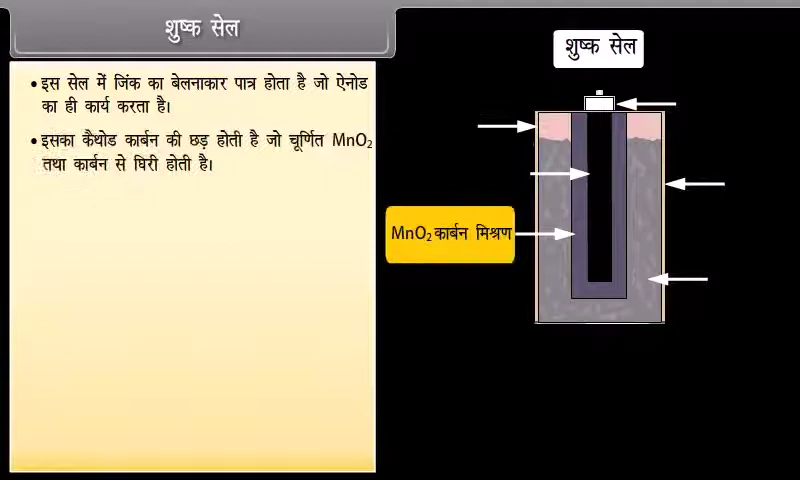 शुष्क सेल
• इस सेल में जिंक का बेलनाकार पात्र होता है जो ऐनोड
का ही कार्य करता है।
• इसका कैथोड कार्बन की छड़ होती है जो चूर्णित MnO₂
तथा कार्बन से घिरी होती है।
शुष्क सेल
MnO₂ कार्बन मिश्रण